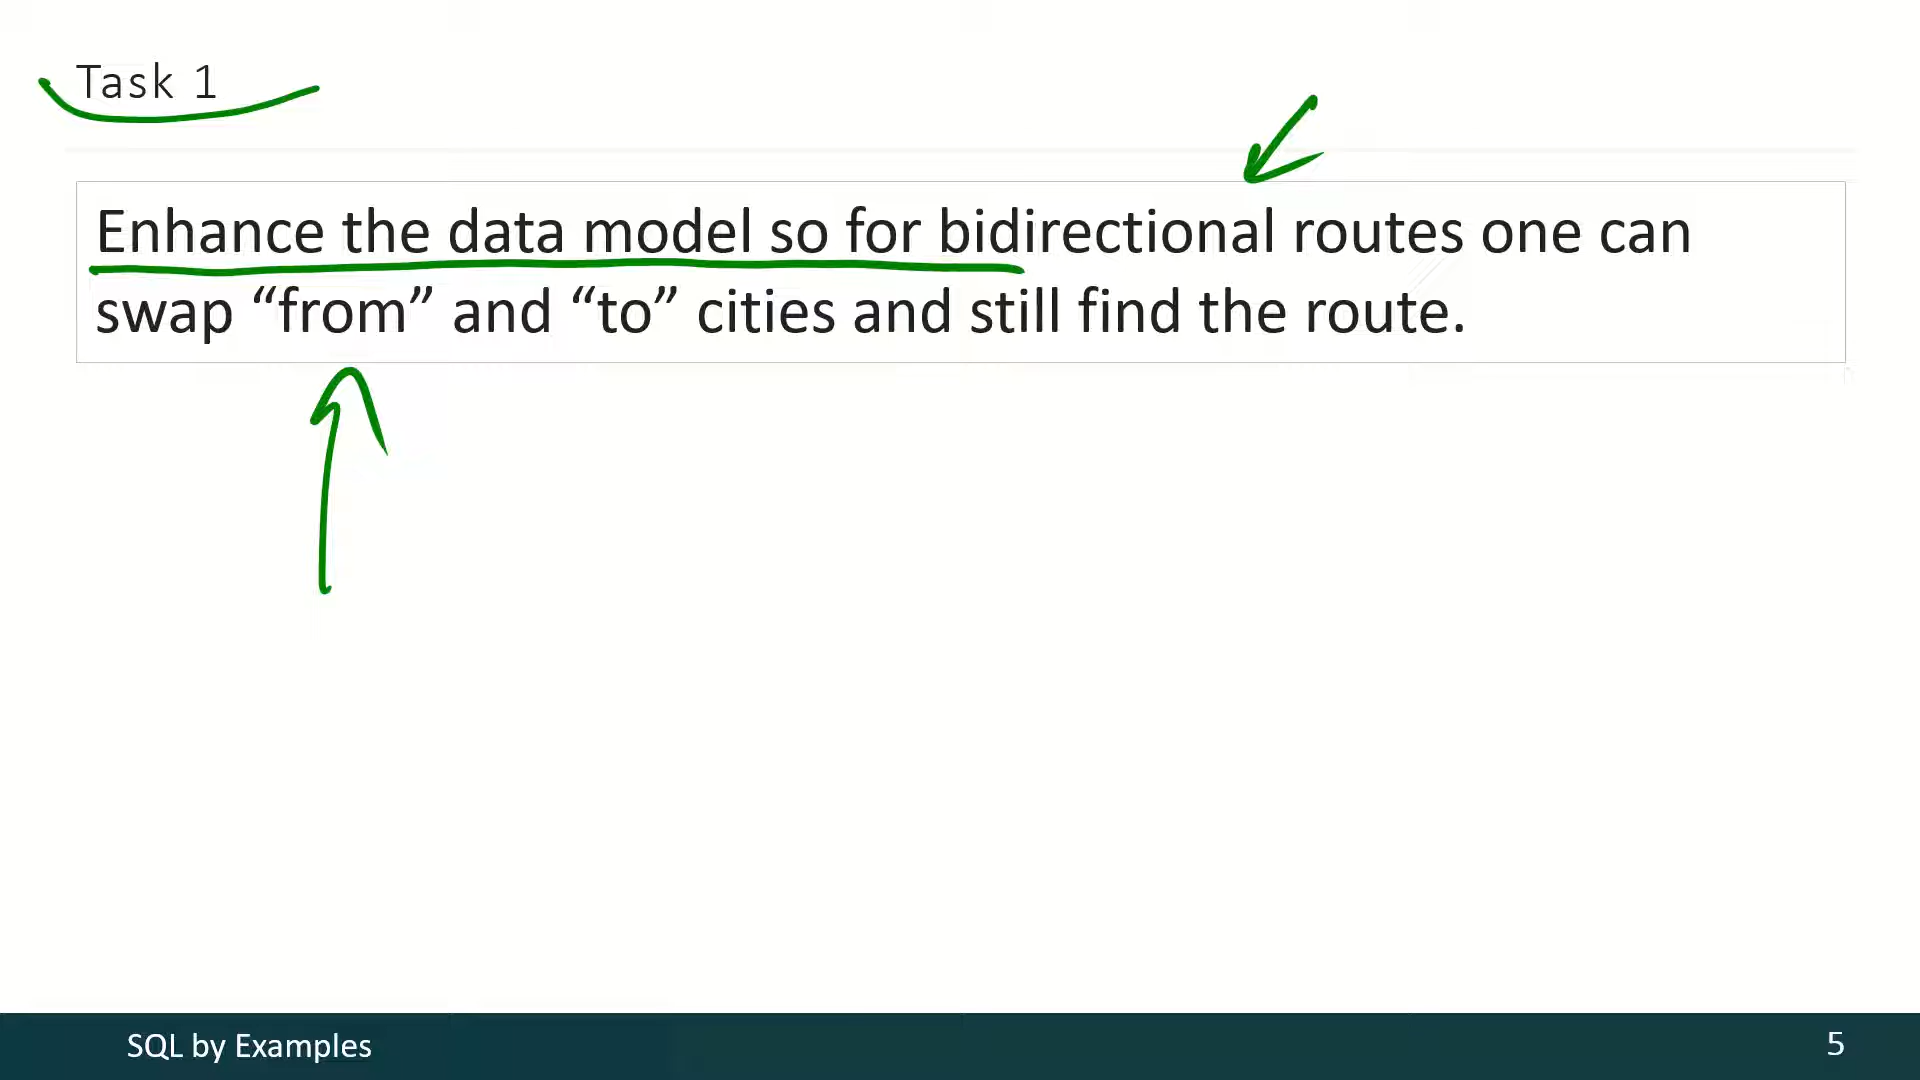 Task 1
Enhance the data model so for bidirectional routes one can
swap “from” and “to” cities and still find the route.
SQL by Examples
5